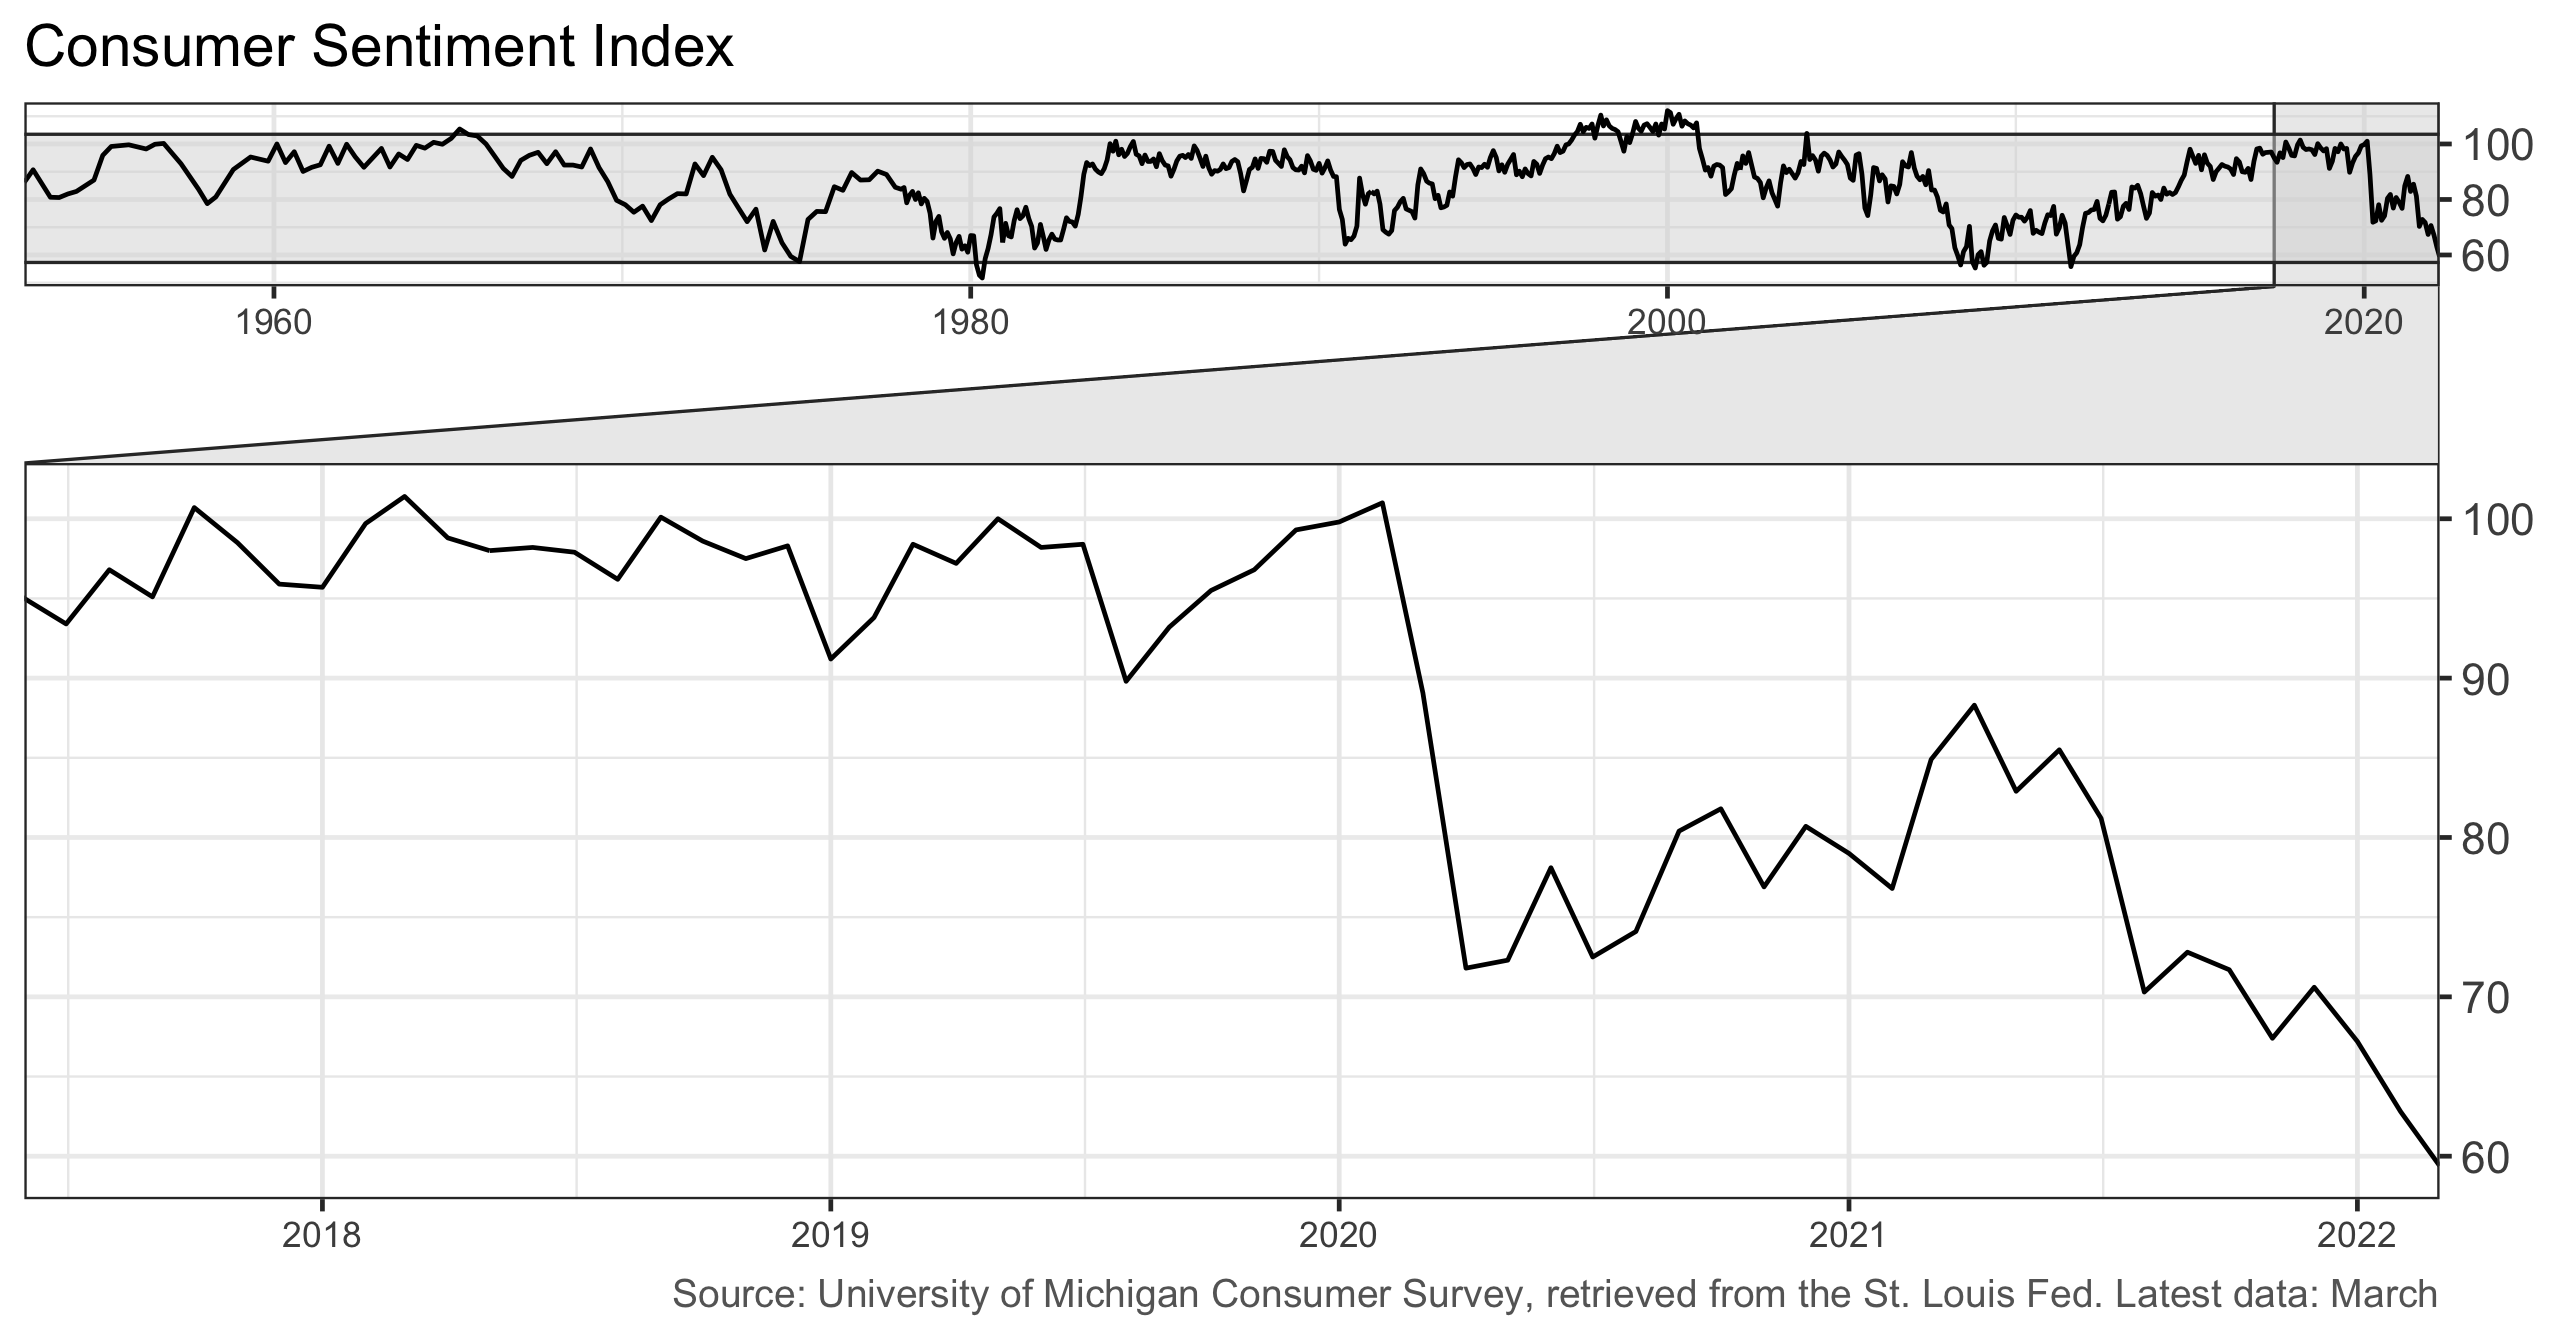 Consumer Sentiment Index
100
80
60
1960 1980 2000 2020
100
90
80
70
60
2018 2019 2020 2021 2022
Source: University of Michigan Consumer Survey, retrieved from the St. Louis Fed. Latest data: March